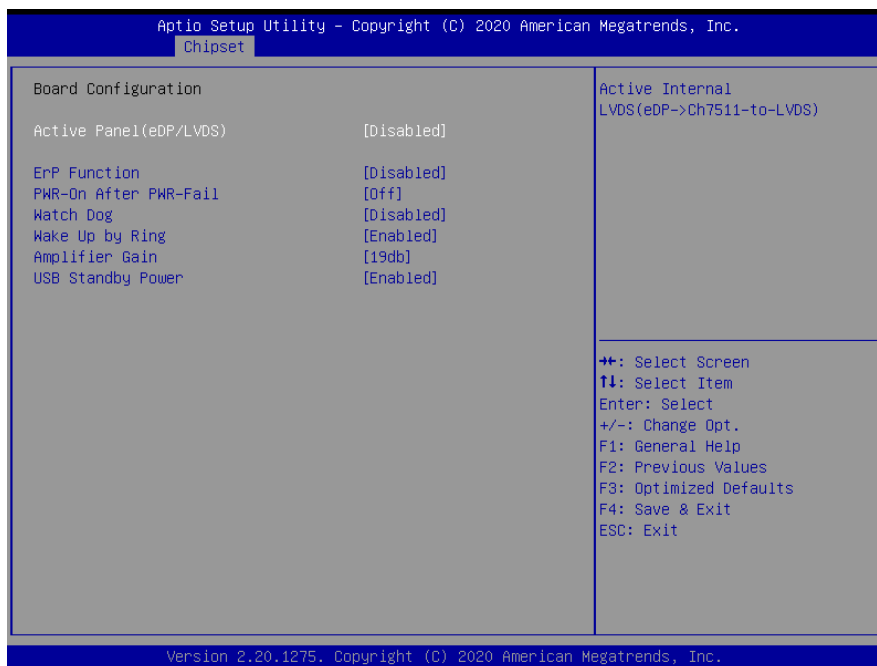 Aptio Setup Utility – Copyright (C) 2020 American Megatrends, Inc.
Chipset
Board Configuration
Active Panel(eDP/LVDS) [Disabled]
ErP Function [Disabled]
PWR-On After PWR-Fail [Off]
Watch Dog [Disabled]
Wake Up by Ring [Enabled]
Amplifier Gain [19db]
USB Standby Power [Enabled]
Active Internal
LVDS(eDP->Ch7511-to-LVDS)
→←: Select Screen
↑↓: Select Item
Enter: Select
+/-: Change Opt.
F1: General Help
F2: Previous Values
F3: Optimized Defaults
F4: Save & Exit
ESC: Exit
Version 2.20.1275. Copyright (C) 2020 American Megatrends, Inc.